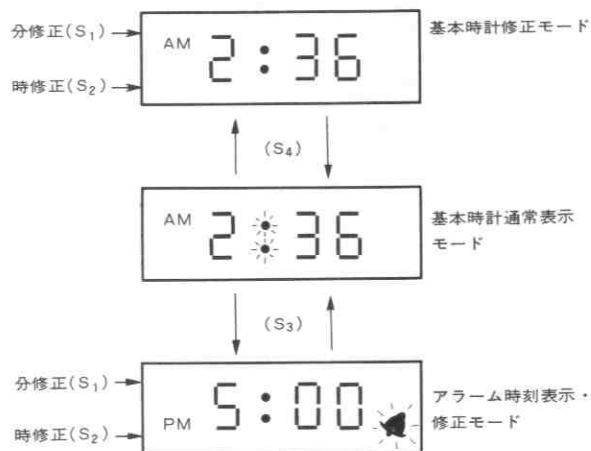 分修正(S₁)
AM 2:36
基本時計修正モード
時修正(S₂)
(S₄)
AM 2:36
基本時計通常表示
モード
(S₃)
分修正(S₁)
PM 5:00
アラーム時刻表示・
修正モード
時修正(S₂)